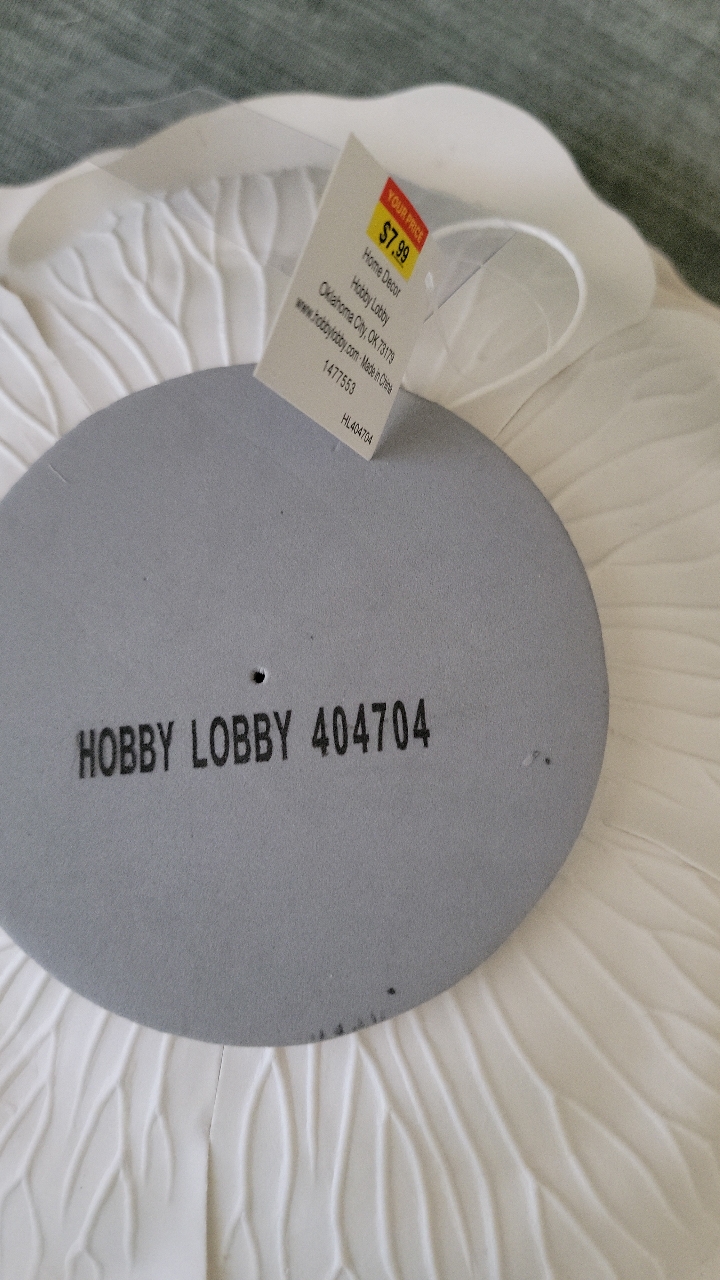 YOUR PRICE
$7.99
Home Decor
Hobby Lobby
Oklahoma City, OK 73179
www.hobbylobby.com · Made in China
1477553
HL404704
HOBBY LOBBY 404704